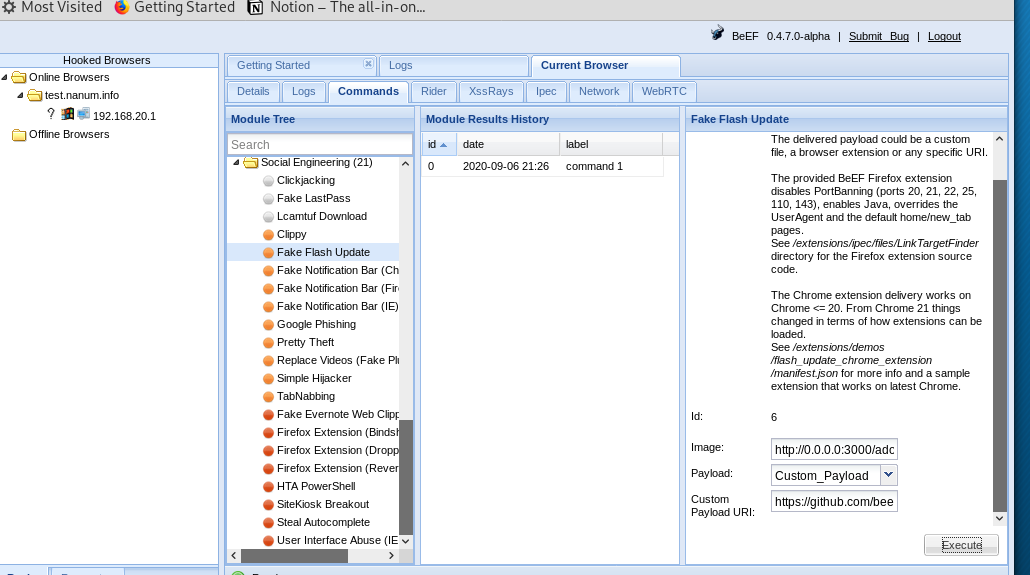 Most Visited Getting Started Notion – The all-in-on...
BeEF 0.4.7.0-alpha | Submit Bug | Logout
Hooked Browsers
Online Browsers
test.nanum.info
? 192.168.20.1
Offline Browsers
Getting Started Logs Current Browser
Details Logs Commands Rider XssRays Ipec Network WebRTC
Module Tree
Search
Social Engineering (21)
Clickjacking
Fake LastPass
Lcamtuf Download
Clippy
Fake Flash Update
Fake Notification Bar (Ch
Fake Notification Bar (Fire
Fake Notification Bar (IE)
Google Phishing
Pretty Theft
Replace Videos (Fake Plu
Simple Hijacker
TabNabbing
Fake Evernote Web Clipp
Firefox Extension (Bindsh
Firefox Extension (Dropp
Firefox Extension (Rever
HTA PowerShell
SiteKiosk Breakout
Steal Autocomplete
User Interface Abuse (IE
Module Results History
id date label
0 2020-09-06 21:26 command 1
Fake Flash Update
The delivered payload could be a custom
file, a browser extension or any specific URI.
The provided BeEF Firefox extension
disables PortBanning (ports 20, 21, 22, 25,
110, 143), enables Java, overrides the
UserAgent and the default home/new_tab
pages.
See /extensions/ipec/files/LinkTargetFinder
directory for the Firefox extension source
code.
The Chrome extension delivery works on
Chrome <= 20. From Chrome 21 things
changed in terms of how extensions can be
loaded.
See /extensions/demos
/flash_update_chrome_extension
/manifest.json for more info and a sample
extension that works on latest Chrome.
Id: 6
Image: http://0.0.0.0:3000/adc
Payload: Custom_Payload
Custom
Payload URI: https://github.com/bee
Execute